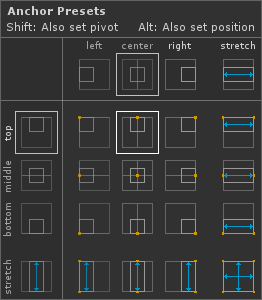 Anchor Presets
Shift: Also set pivot Alt: Also set position
left center right stretch
top
middle
bottom
stretch